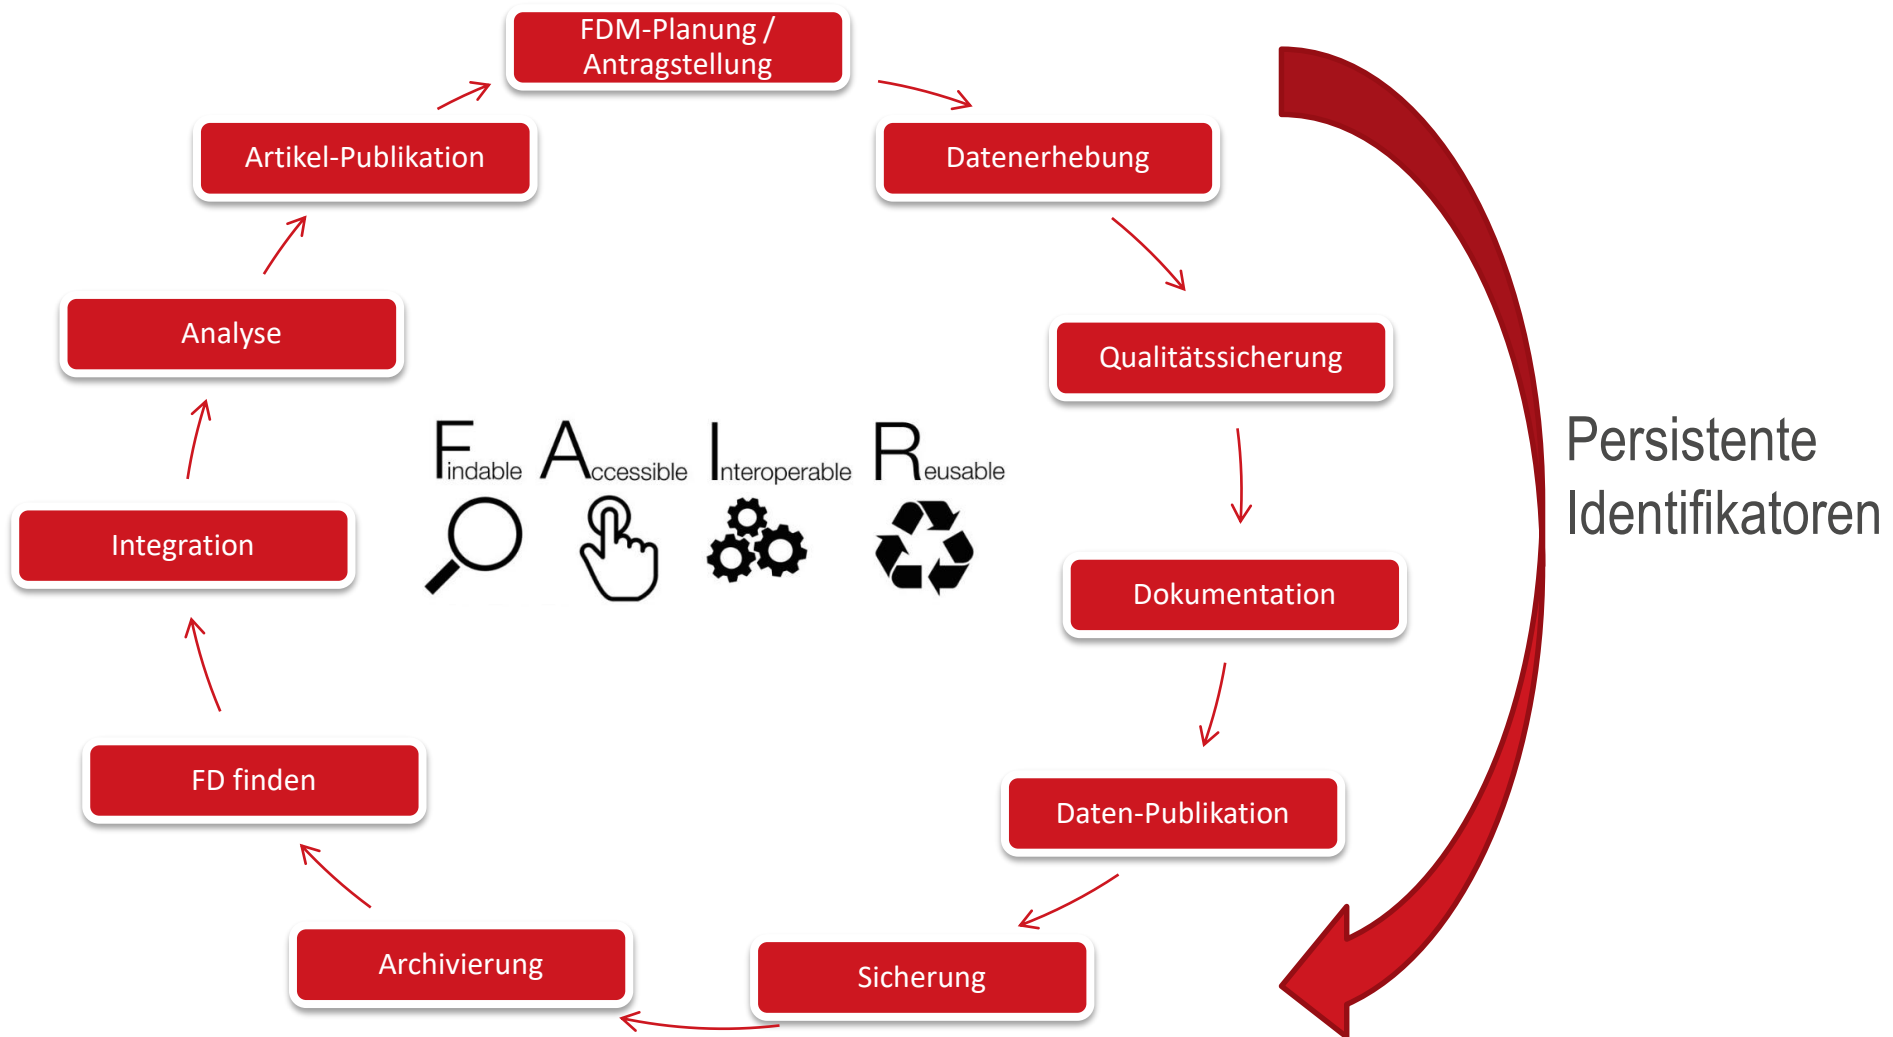 FDM-Planung /
Antragstellung
Datenerhebung
Qualitätssicherung
Dokumentation
Daten-Publikation
Sicherung
Archivierung
FD finden
Integration
Analyse
Artikel-Publikation
Findable Accessible Interoperable Reusable
Persistente
Identifikatoren